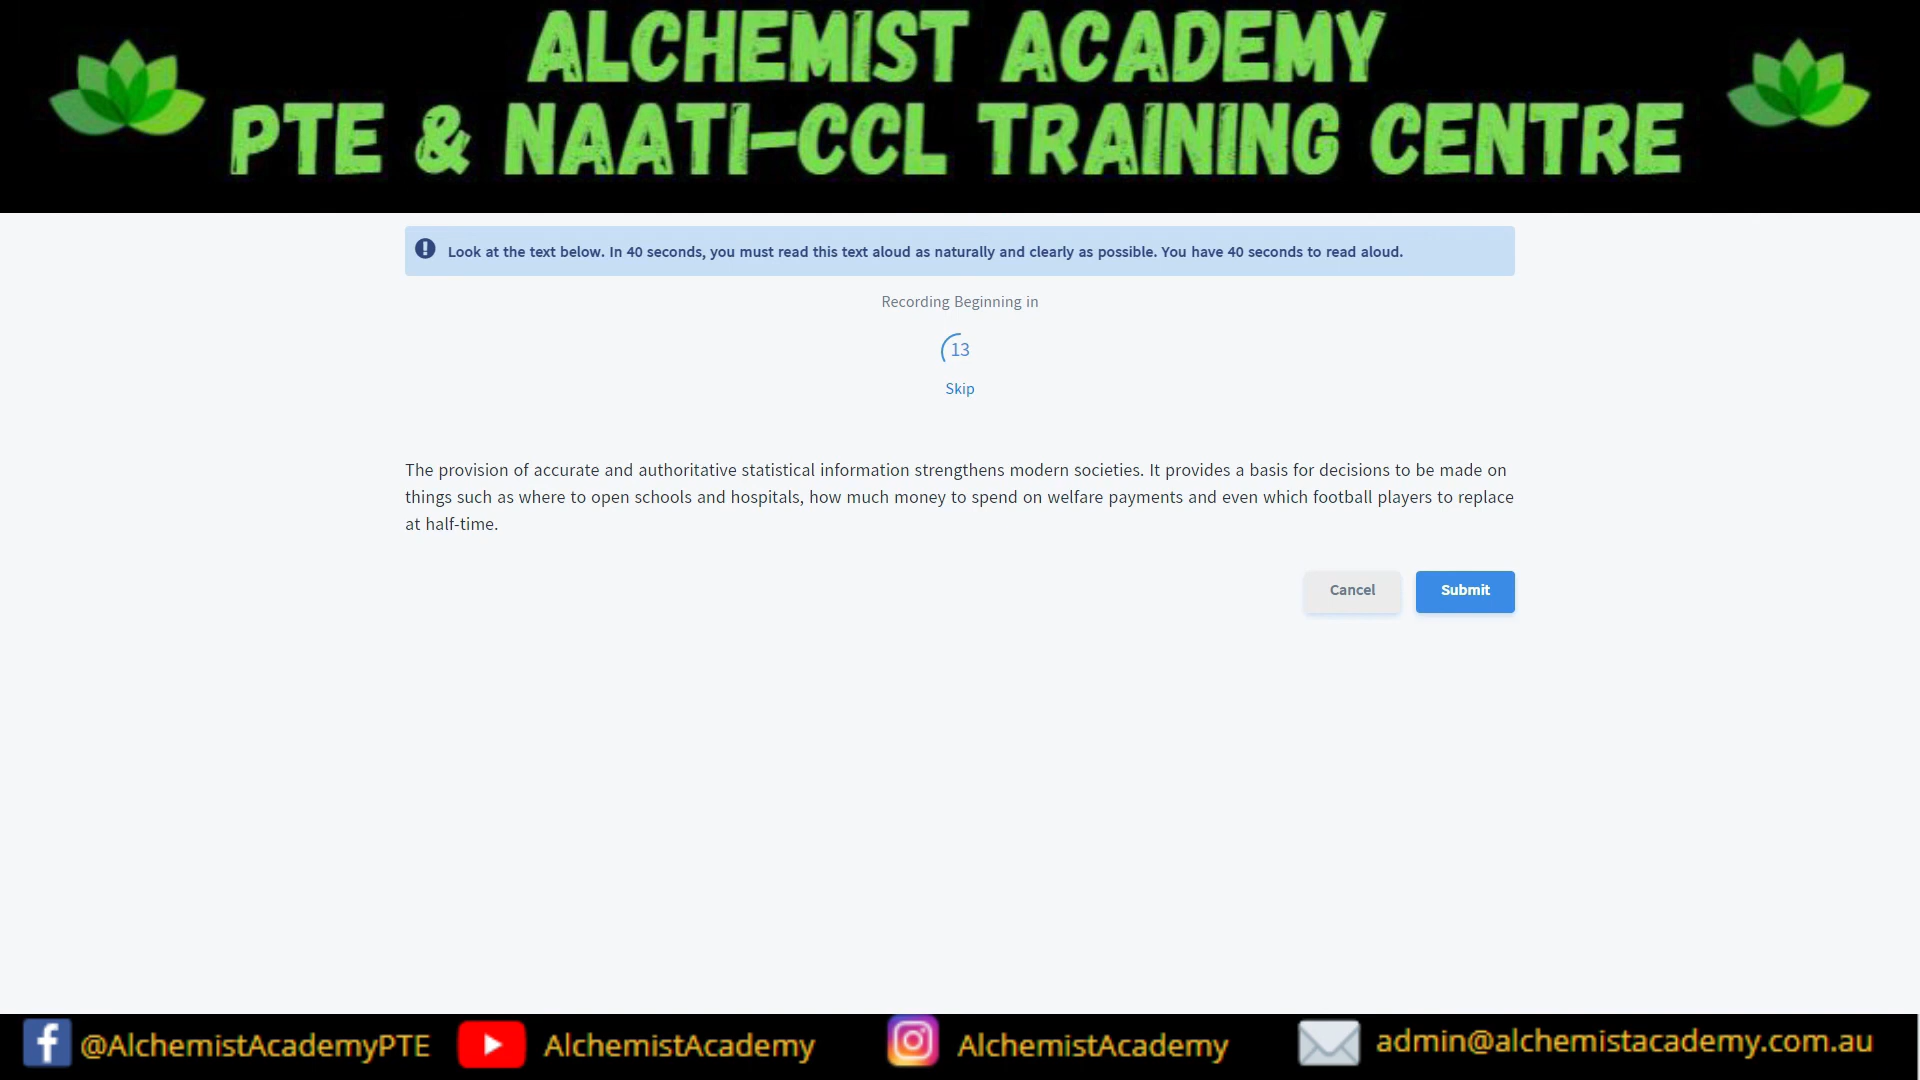 ALCHEMIST ACADEMY
PTE & NAATI-CCL TRAINING CENTRE
Look at the text below. In 40 seconds, you must read this text aloud as naturally and clearly as possible. You have 40 seconds to read aloud.
Recording Beginning in
13
Skip
The provision of accurate and authoritative statistical information strengthens modern societies. It provides a basis for decisions to be made on
things such as where to open schools and hospitals, how much money to spend on welfare payments and even which football players to replace
at half-time.
Cancel Submit
@AlchemistAcademyPTE AlchemistAcademy AlchemistAcademy admin@alchemistacademy.com.au